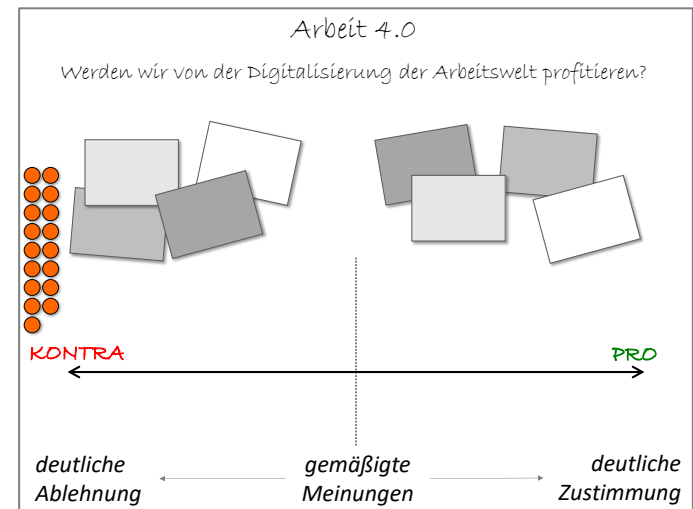 Arbeit 4.0
Werden wir von der Digitalisierung der Arbeitswelt profitieren?
KONTRA
PRO
deutliche
Ablehnung
gemäßigte
Meinungen
deutliche
Zustimmung